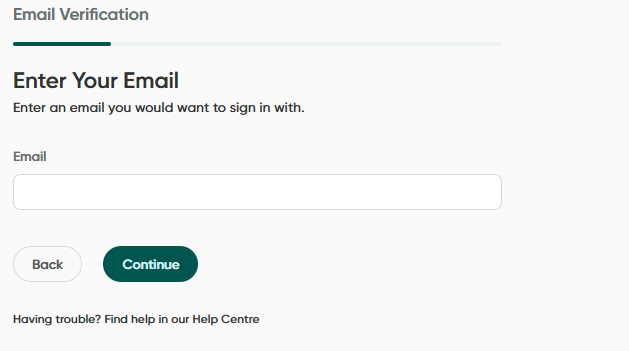 Email Verification
Enter Your Email
Enter an email you would want to sign in with.
Email
Back
Continue
Having trouble? Find help in our Help Centre